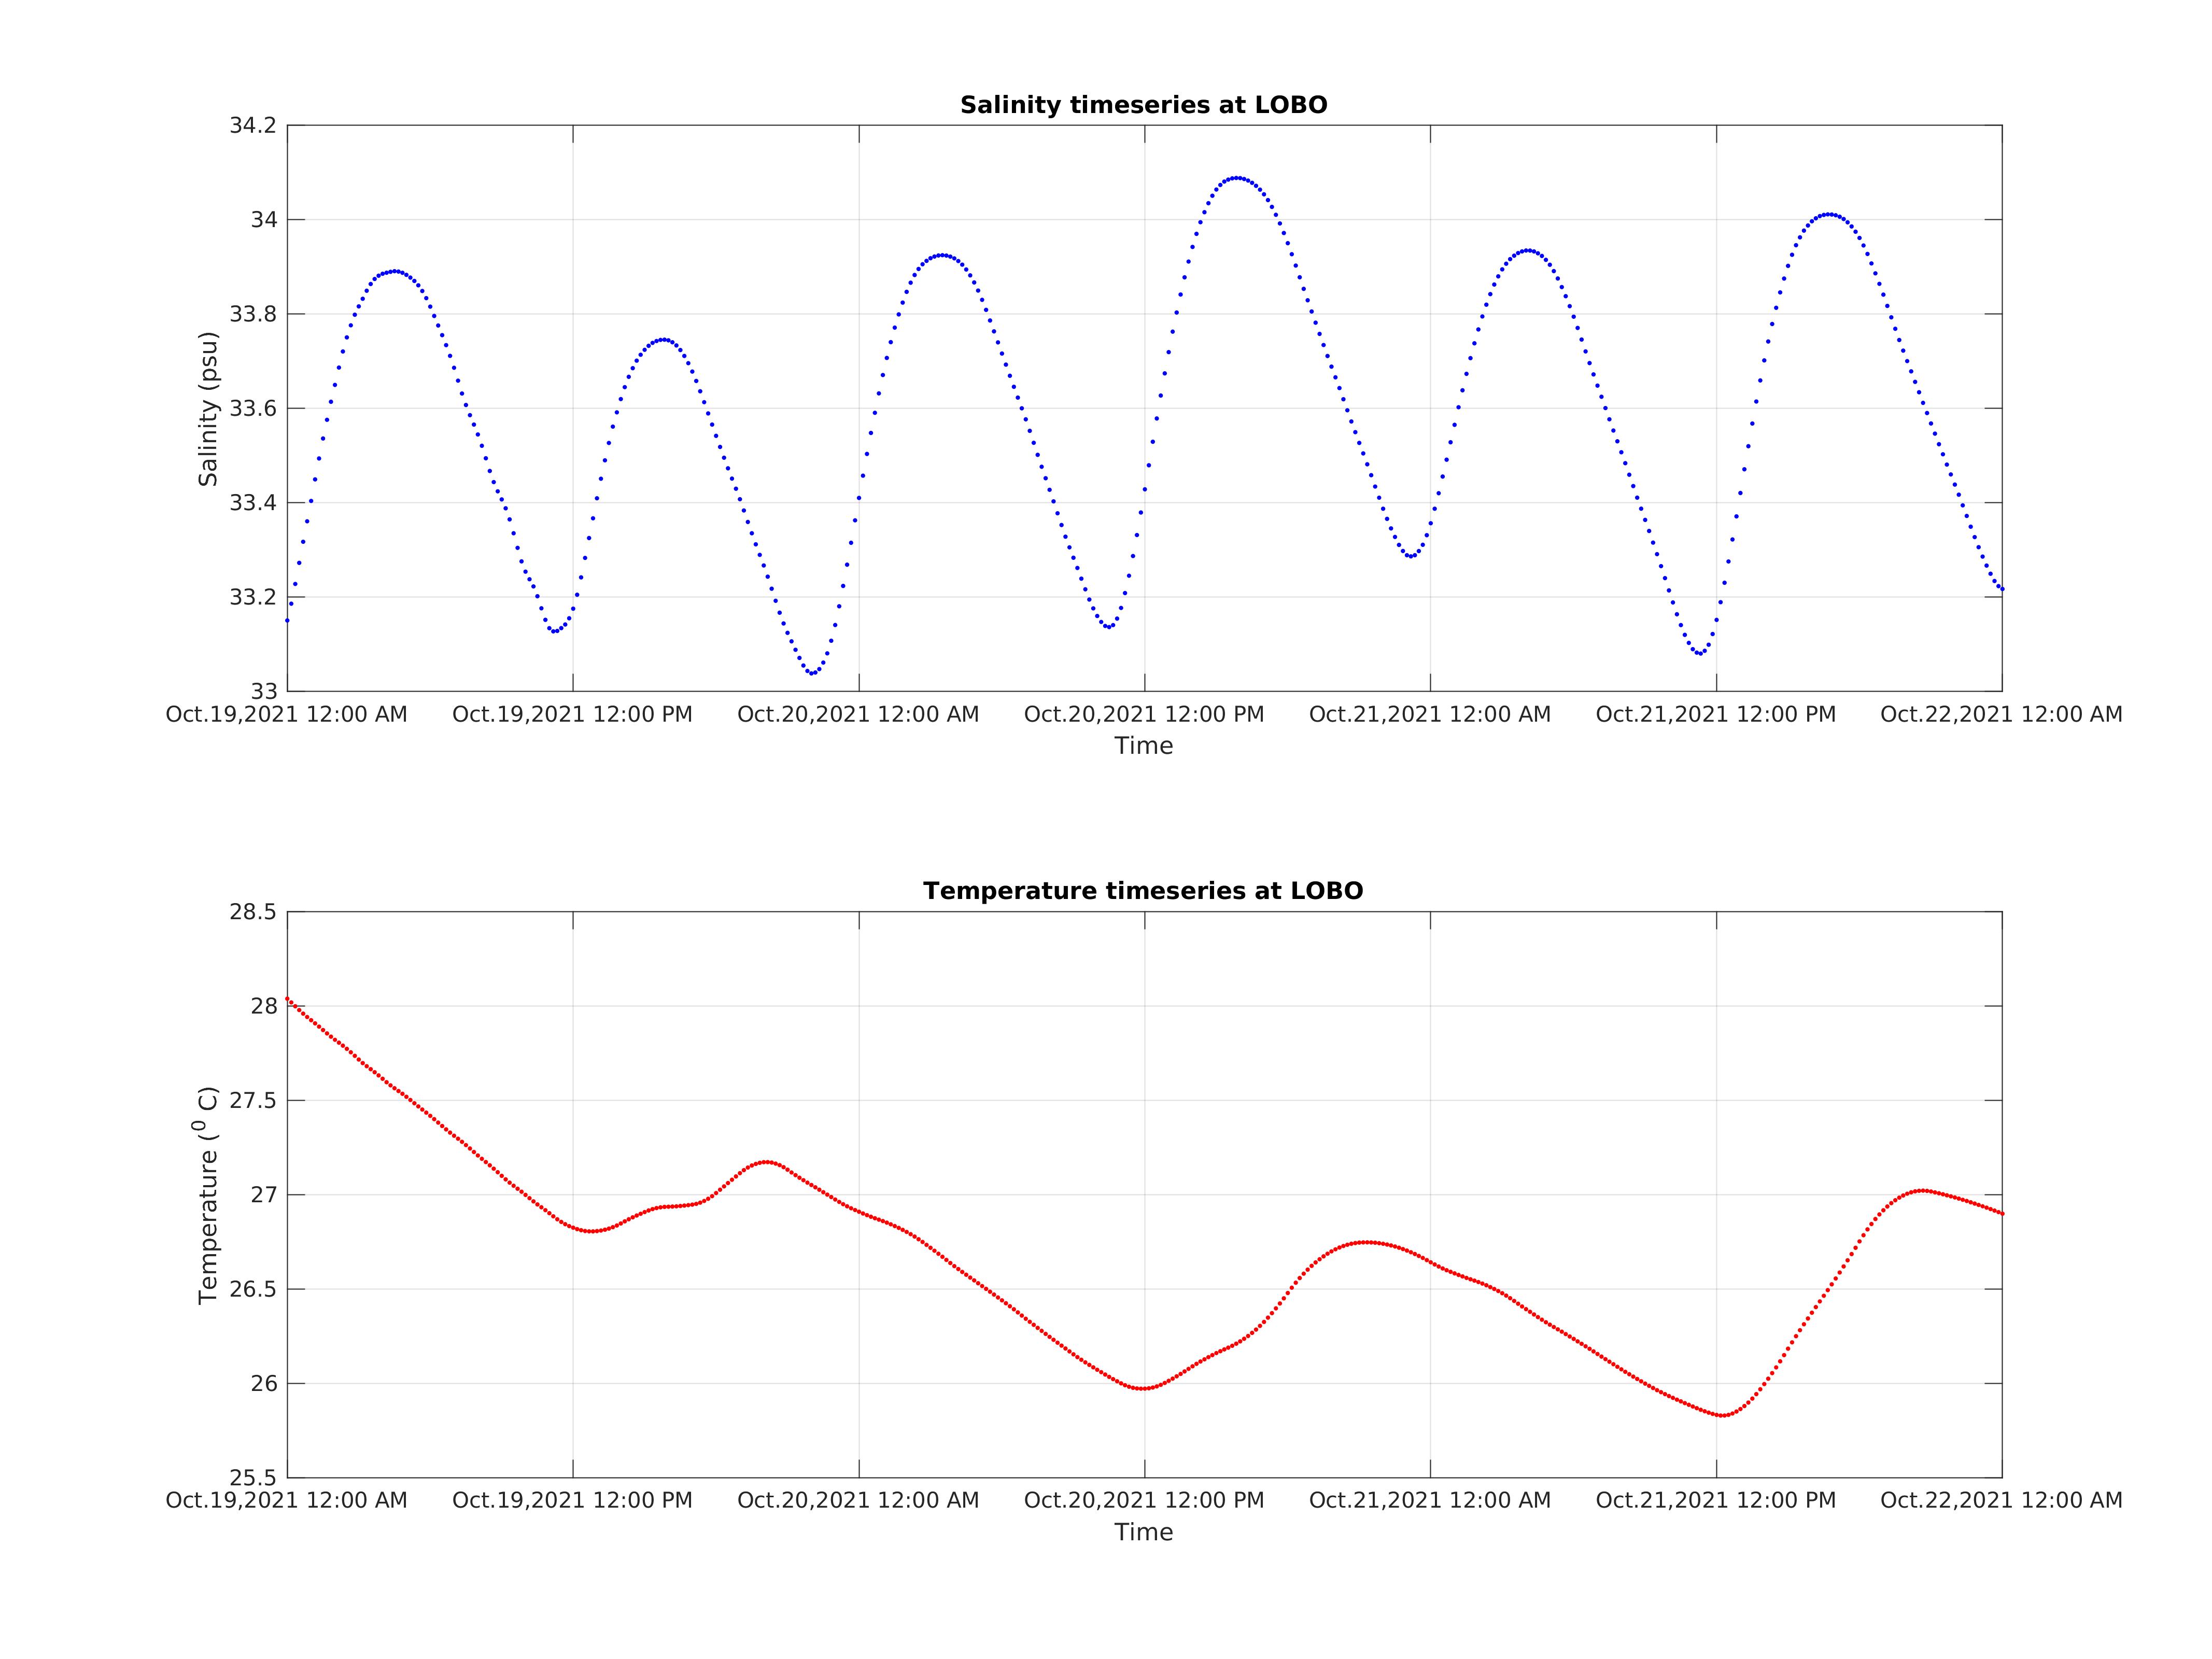 Salinity timeseries at LOBO
34.2
34
33.8
33.6
33.4
33.2
33
Salinity (psu)
Oct.19,2021 12:00 AM Oct.19,2021 12:00 PM Oct.20,2021 12:00 AM Oct.20,2021 12:00 PM Oct.21,2021 12:00 AM Oct.21,2021 12:00 PM Oct.22,2021 12:00 AM
Time
Temperature timeseries at LOBO
28.5
28
27.5
27
26.5
26
25.5
Temperature (⁰ C)
Oct.19,2021 12:00 AM Oct.19,2021 12:00 PM Oct.20,2021 12:00 AM Oct.20,2021 12:00 PM Oct.21,2021 12:00 AM Oct.21,2021 12:00 PM Oct.22,2021 12:00 AM
Time